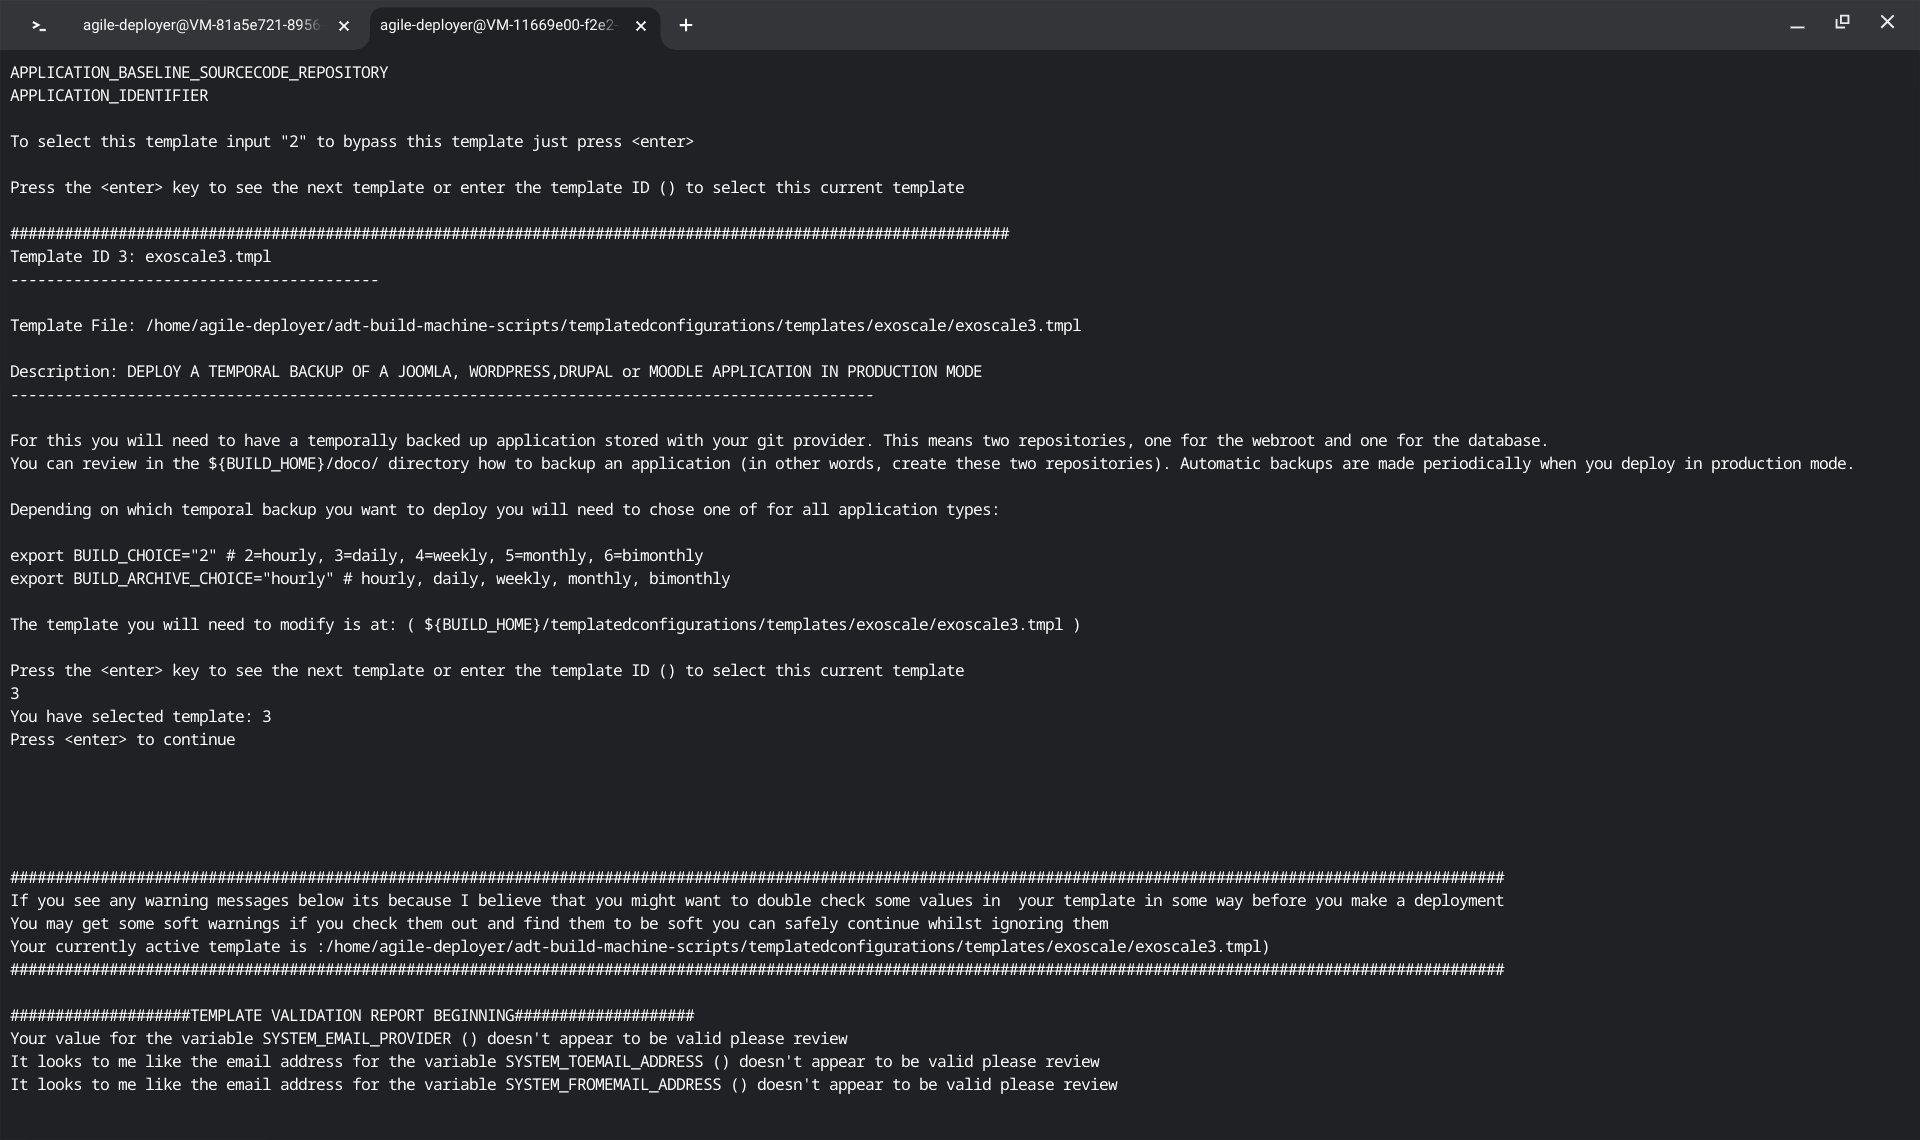 agile-deployer@VM-81a5e721-8956
agile-deployer@VM-11669e00-f2e2-
APPLICATION_BASELINE_SOURCECODE_REPOSITORY
APPLICATION_IDENTIFIER
To select this template input "2" to bypass this template just press <enter>
Press the <enter> key to see the next template or enter the template ID () to select this current template
###############################################################################################################
Template ID 3: exoscale3.tmpl
-----------------------------------------
Template File: /home/agile-deployer/adt-build-machine-scripts/templatedconfigurations/templates/exoscale/exoscale3.tmpl
Description: DEPLOY A TEMPORAL BACKUP OF A JOOMLA, WORDPRESS,DRUPAL or MOODLE APPLICATION IN PRODUCTION MODE
------------------------------------------------------------------------------------------------
For this you will need to have a temporally backed up application stored with your git provider. This means two repositories, one for the webroot and one for the database.
You can review in the ${BUILD_HOME}/doco/ directory how to backup an application (in other words, create these two repositories). Automatic backups are made periodically when you deploy in production mode.
Depending on which temporal backup you want to deploy you will need to chose one of for all application types:
export BUILD_CHOICE="2" # 2=hourly, 3=daily, 4=weekly, 5=monthly, 6=bimonthly
export BUILD_ARCHIVE_CHOICE="hourly" # hourly, daily, weekly, monthly, bimonthly
The template you will need to modify is at: ( ${BUILD_HOME}/templatedconfigurations/templates/exoscale/exoscale3.tmpl )
Press the <enter> key to see the next template or enter the template ID () to select this current template
3
You have selected template: 3
Press <enter> to continue
######################################################################################################################################################################
If you see any warning messages below its because I believe that you might want to double check some values in  your template in some way before you make a deployment
You may get some soft warnings if you check them out and find them to be soft you can safely continue whilst ignoring them
Your currently active template is :/home/agile-deployer/adt-build-machine-scripts/templatedconfigurations/templates/exoscale/exoscale3.tmpl)
######################################################################################################################################################################
####################TEMPLATE VALIDATION REPORT BEGINNING####################
Your value for the variable SYSTEM_EMAIL_PROVIDER () doesn't appear to be valid please review
It looks to me like the email address for the variable SYSTEM_TOEMAIL_ADDRESS () doesn't appear to be valid please review
It looks to me like the email address for the variable SYSTEM_FROMEMAIL_ADDRESS () doesn't appear to be valid please review